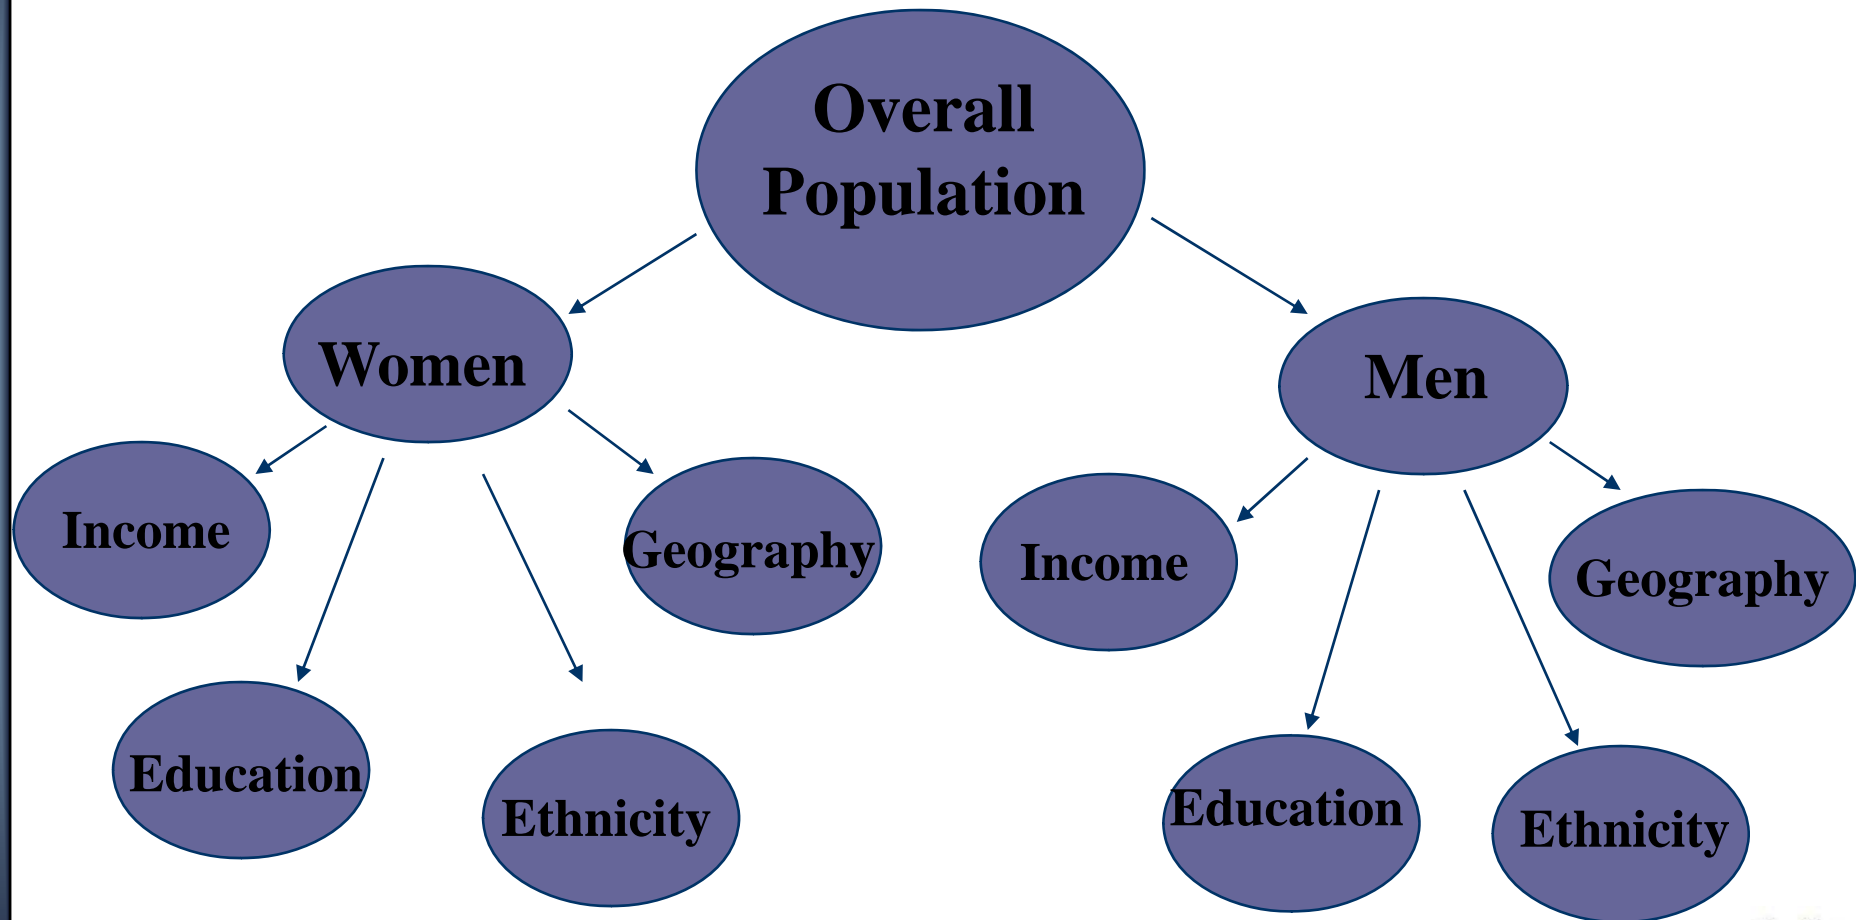 Overall
Population
Women
Men
Income
Geography
Income
Geography
Education
Ethnicity
Education
Ethnicity